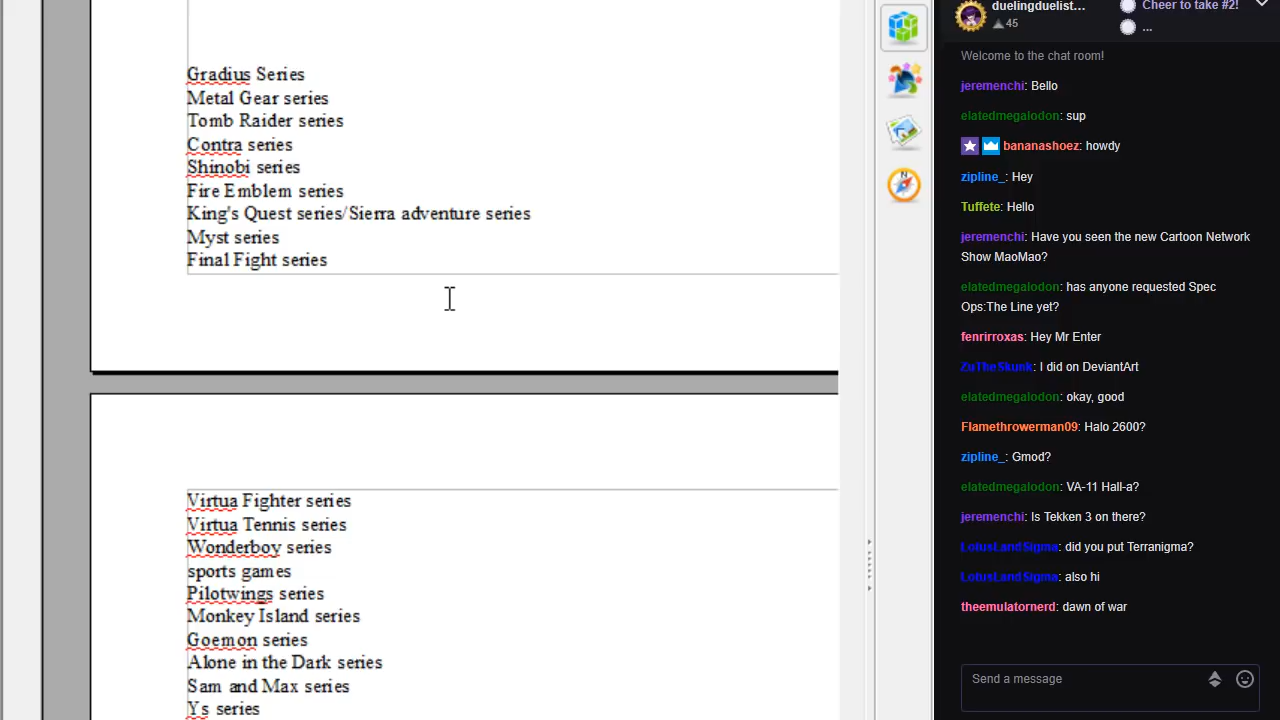 Gradius Series
Metal Gear series
Tomb Raider series
Contra series
Shinobi series
Fire Emblem series
King's Quest series/Sierra adventure series
Myst series
Final Fight series
Virtua Fighter series
Virtua Tennis series
Wonderboy series
sports games
Pilotwings series
Monkey Island series
Goemon series
Alone in the Dark series
Sam and Max series
Ys series
duelingduelist...
45
Cheer to take #2!
...
Welcome to the chat room!
jeremenchi: Bello
elatedmegalodon: sup
bananashoez: howdy
zipline_: Hey
Tuffete: Hello
jeremenchi: Have you seen the new Cartoon Network
Show MaoMao?
elatedmegalodon: has anyone requested Spec
Ops:The Line yet?
fenrirroxas: Hey Mr Enter
ZuTheSkunk: I did on DeviantArt
elatedmegalodon: okay, good
Flamethrowerman09: Halo 2600?
zipline_: Gmod?
elatedmegalodon: VA-11 Hall-a?
jeremenchi: Is Tekken 3 on there?
LotusLandSigma: did you put Terranigma?
LotusLandSigma: also hi
theemulatornerd: dawn of war
Send a message